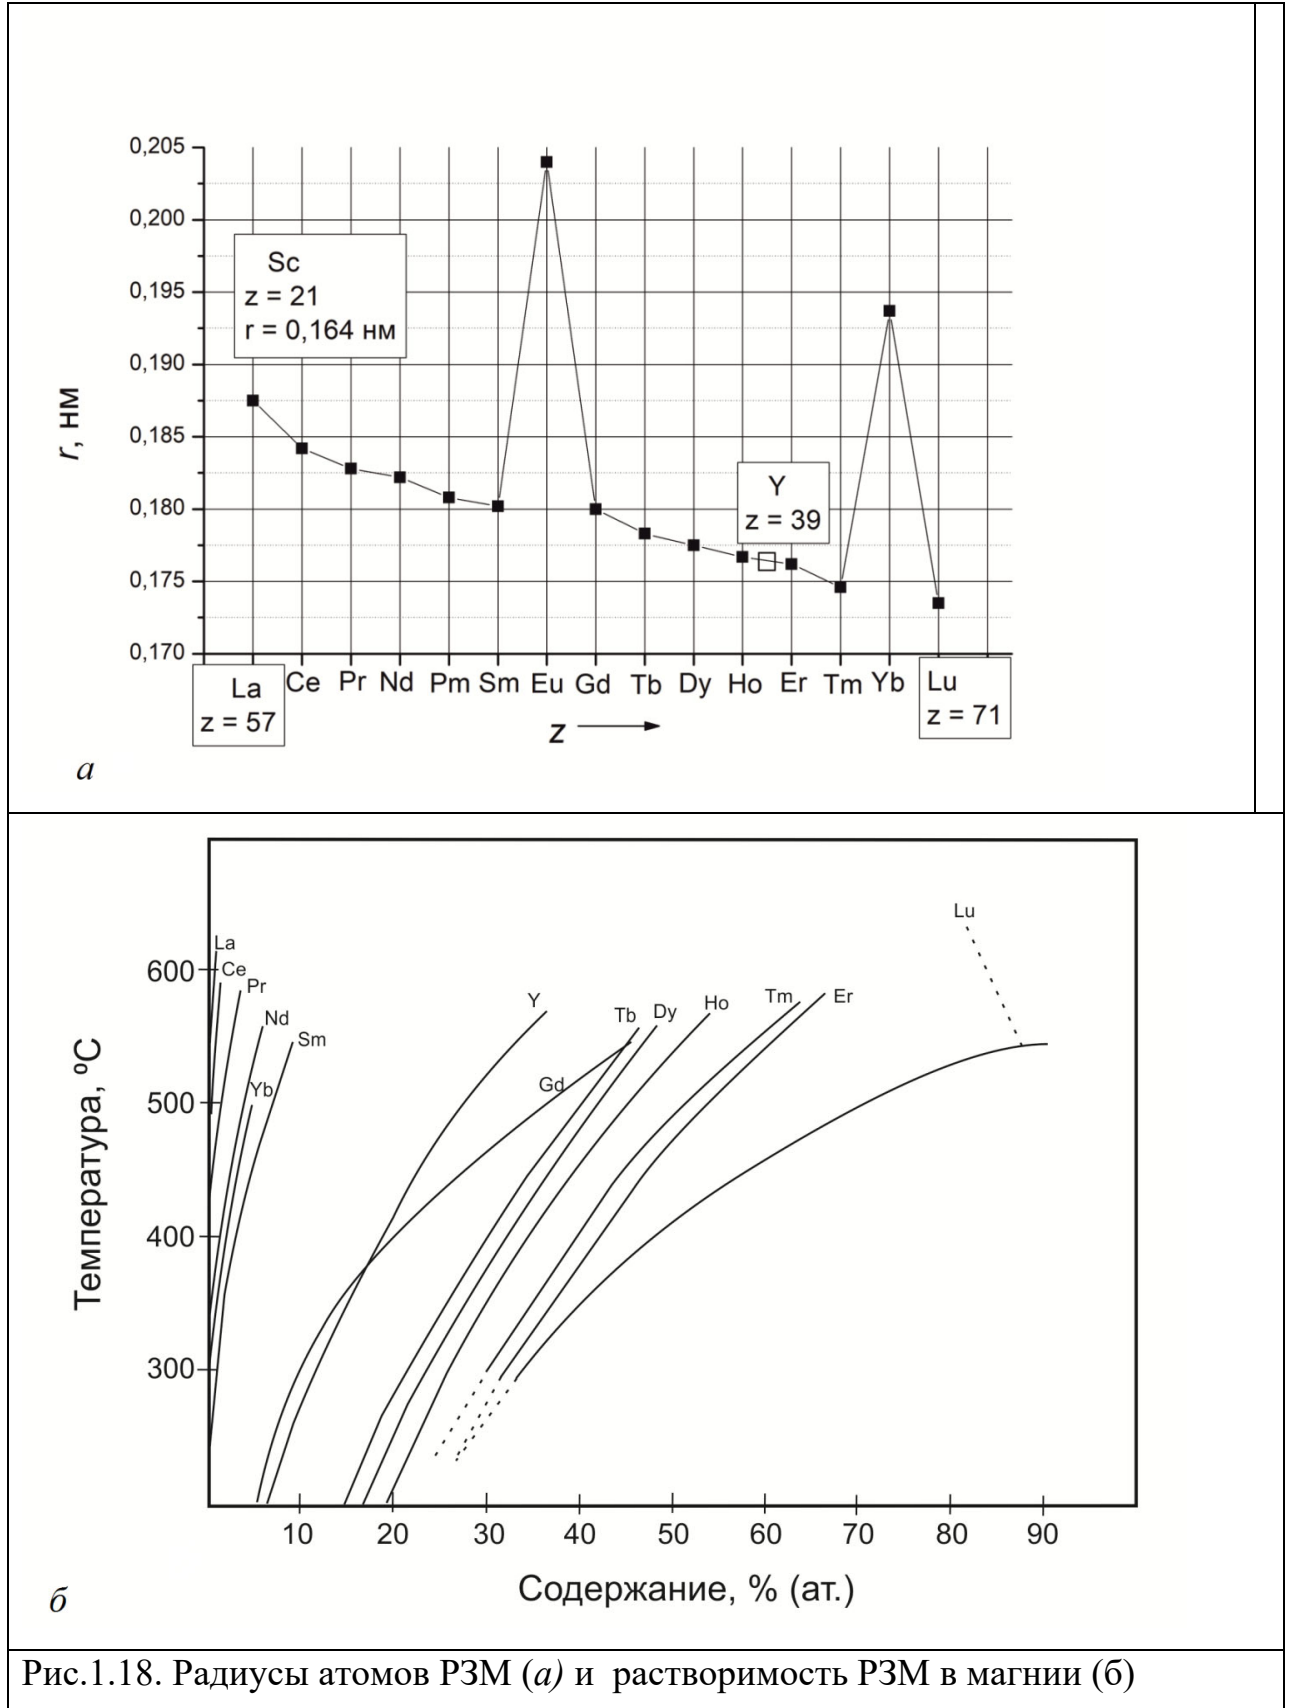 0,205
0,200
0,195
0,190
0,185
0,180
0,175
0,170
r, нм
Sc
z = 21
r = 0,164 нм
Y
z = 39
La
z = 57
Ce Pr Nd Pm Sm Eu Gd Tb Dy Ho Er Tm Yb
Lu
z = 71
z
а
Lu
La
Ce
Pr
Nd
Sm
Yb
Y
Gd
Tb
Dy
Ho
Tm
Er
600
500
400
300
Температура, ºС
10 20 30 40 50 60 70 80 90
Содержание, % (ат.)
б
Рис.1.18. Радиусы атомов РЗМ (а) и растворимость РЗМ в магнии (б)